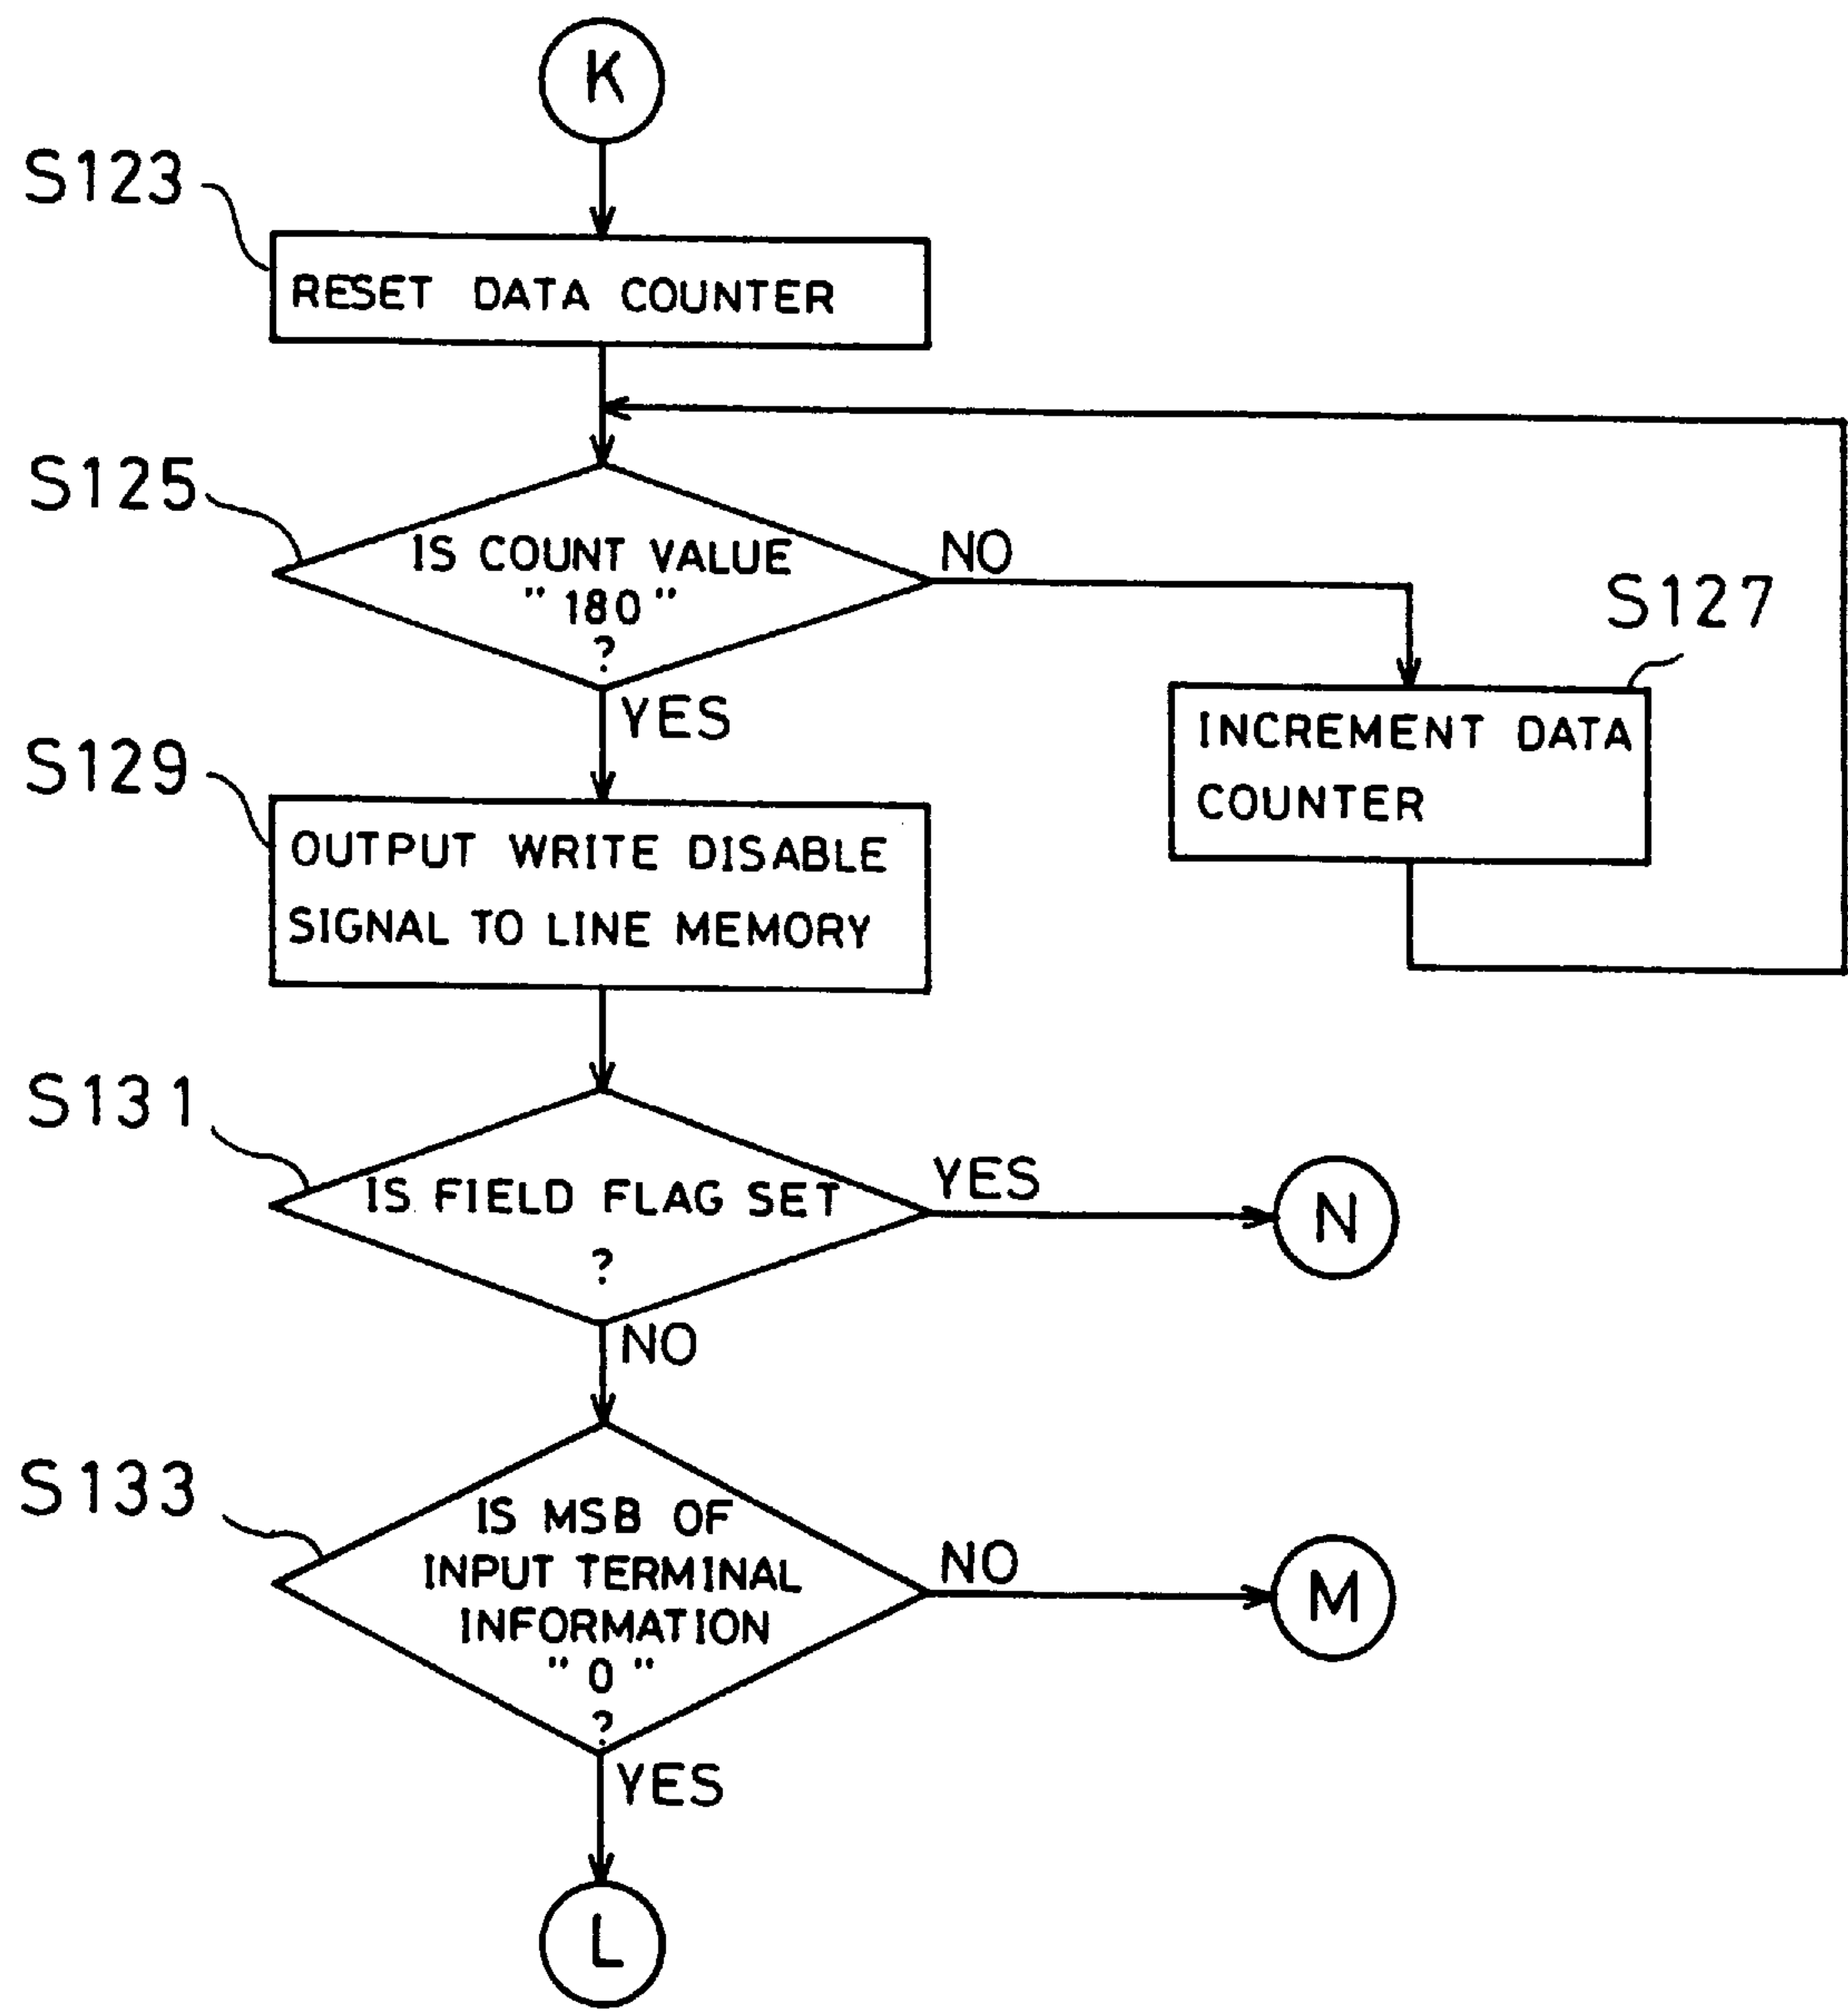 K
S123
RESET DATA COUNTER
S125
IS COUNT VALUE
" 180 "
?
NO
S127
YES
INCREMENT DATA
COUNTER
S129
OUTPUT WRITE DISABLE
SIGNAL TO LINE MEMORY
S131
IS FIELD FLAG SET
?
YES
N
NO
S133
IS MSB OF
INPUT TERMINAL
INFORMATION
" 0 "
?
NO
M
YES
L